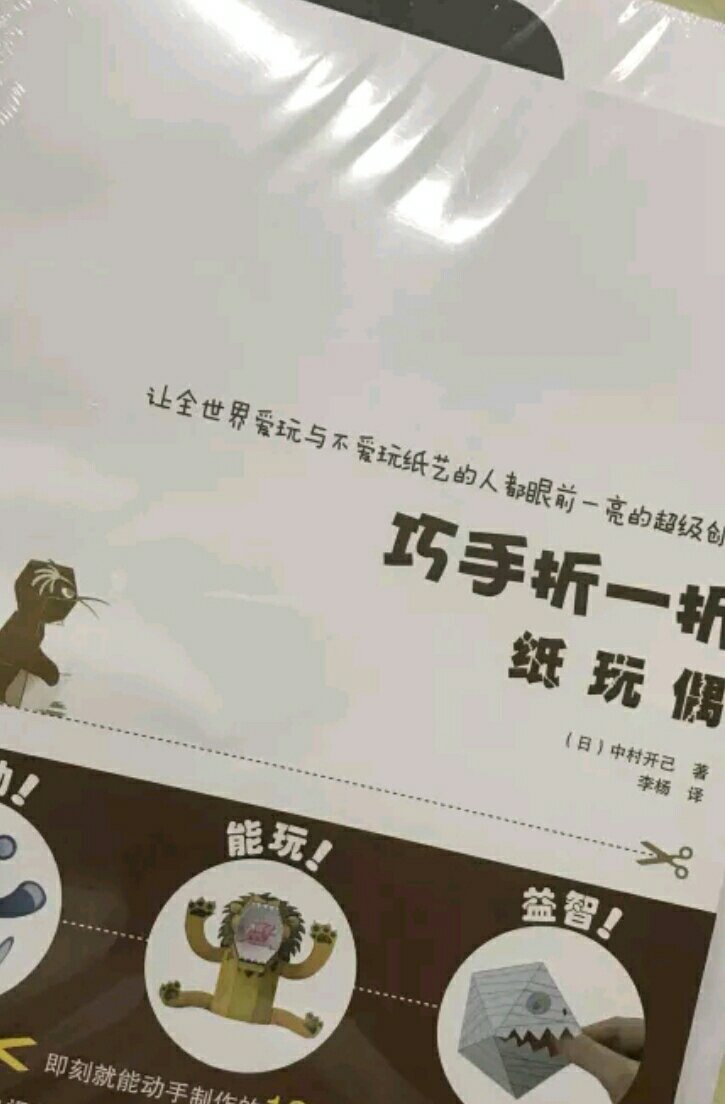 让全世界爱玩与不爱玩纸艺的人都眼前一亮的超级创
巧手折一折
纸玩偶
（日）中村开己 著
李杨 译
能玩！
益智！
即刻就能动手制作的